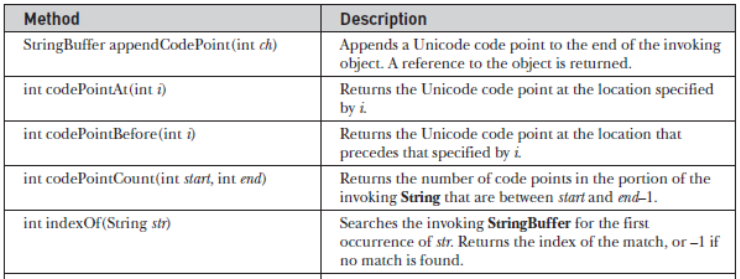 Method Description
StringBuffer appendCodePoint(int ch) Appends a Unicode code point to the end of the invoking
object. A reference to the object is returned.
int codePointAt(int i) Returns the Unicode code point at the location specified
by i.
int codePointBefore(int i) Returns the Unicode code point at the location that
precedes that specified by i.
int codePointCount(int start, int end) Returns the number of code points in the portion of the
invoking String that are between start and end–1.
int indexOf(String str) Searches the invoking StringBuffer for the first
occurrence of str. Returns the index of the match, or –1 if
no match is found.